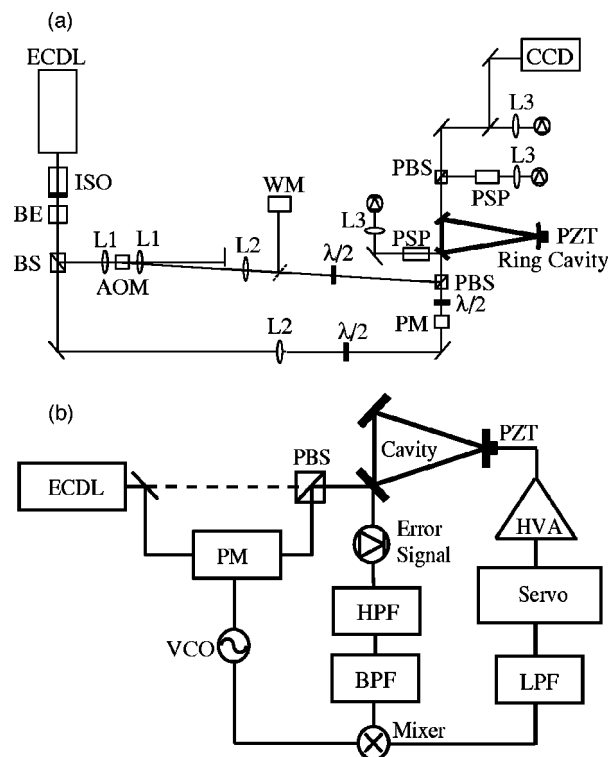 (a)
ECDL
CCD
L3
ISO
PBS
L3
WM
PSP
BE
L3
PZT
L1 L1
PSP
BS
L2
λ/2
Ring Cavity
AOM
PBS
λ/2
PM
L2
λ/2
(b)
PZT
PBS
Cavity
ECDL
Error
Signal
HVA
PM
HPF
Servo
VCO
BPF
LPF
Mixer